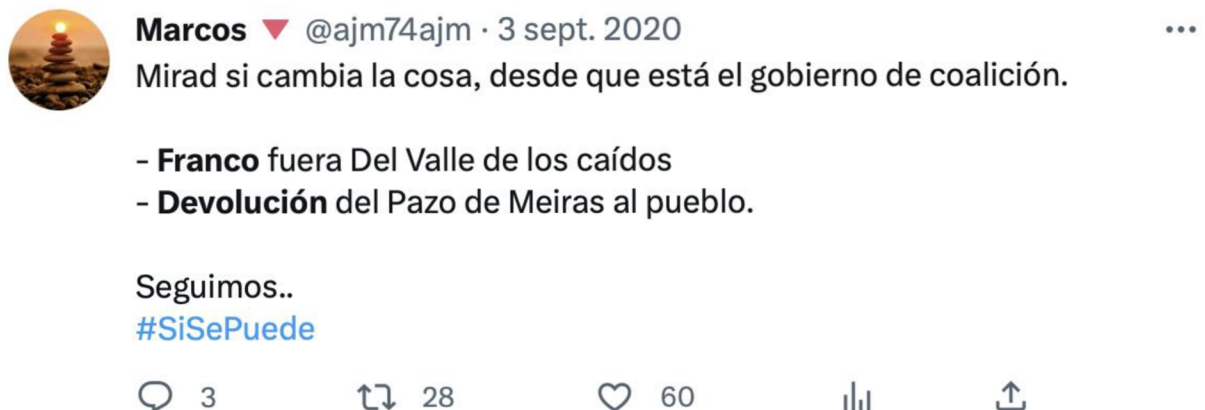 Marcos 🔻 @ajm74ajm · 3 sept. 2020
Mirad si cambia la cosa, desde que está el gobierno de coalición.
- Franco fuera Del Valle de los caídos
- Devolución del Pazo de Meiras al pueblo.
Seguimos..
#SiSePuede
3 28 60